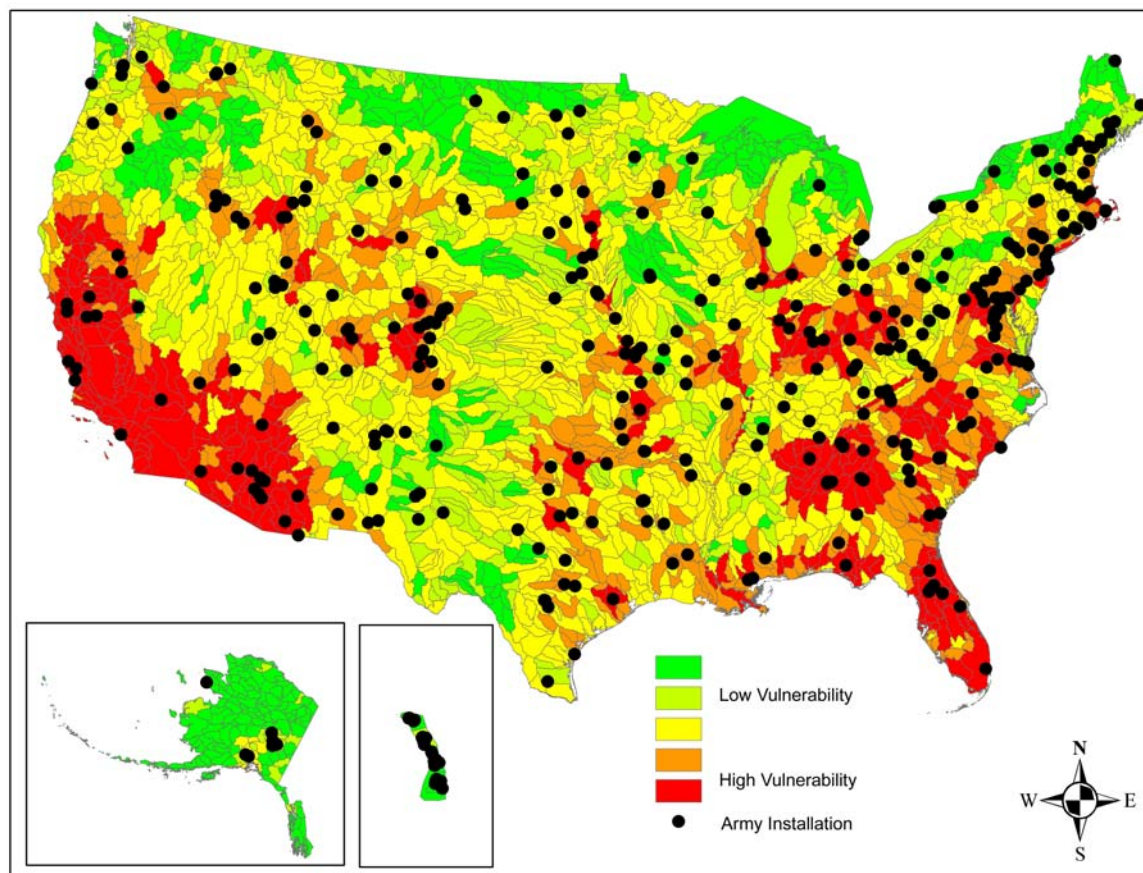 Low Vulnerability
High Vulnerability
Army Installation
N
W E
S